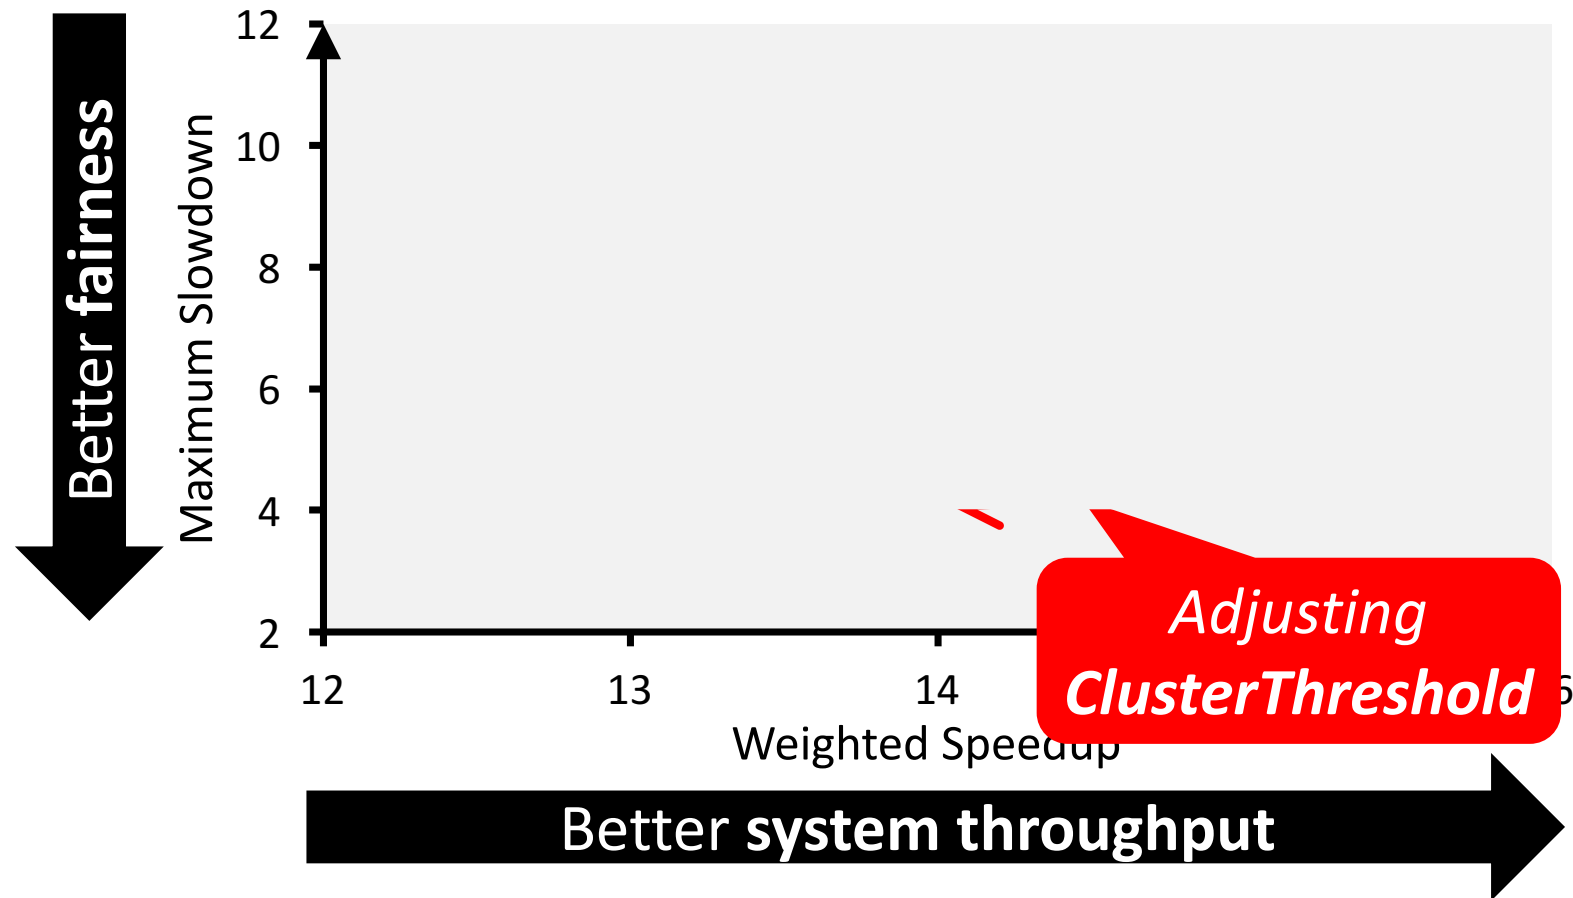 Better fairness
Maximum Slowdown
12
10
8
6
4
2
12 13 14 6
Weighted Speedup
Adjusting
ClusterThreshold
Better system throughput